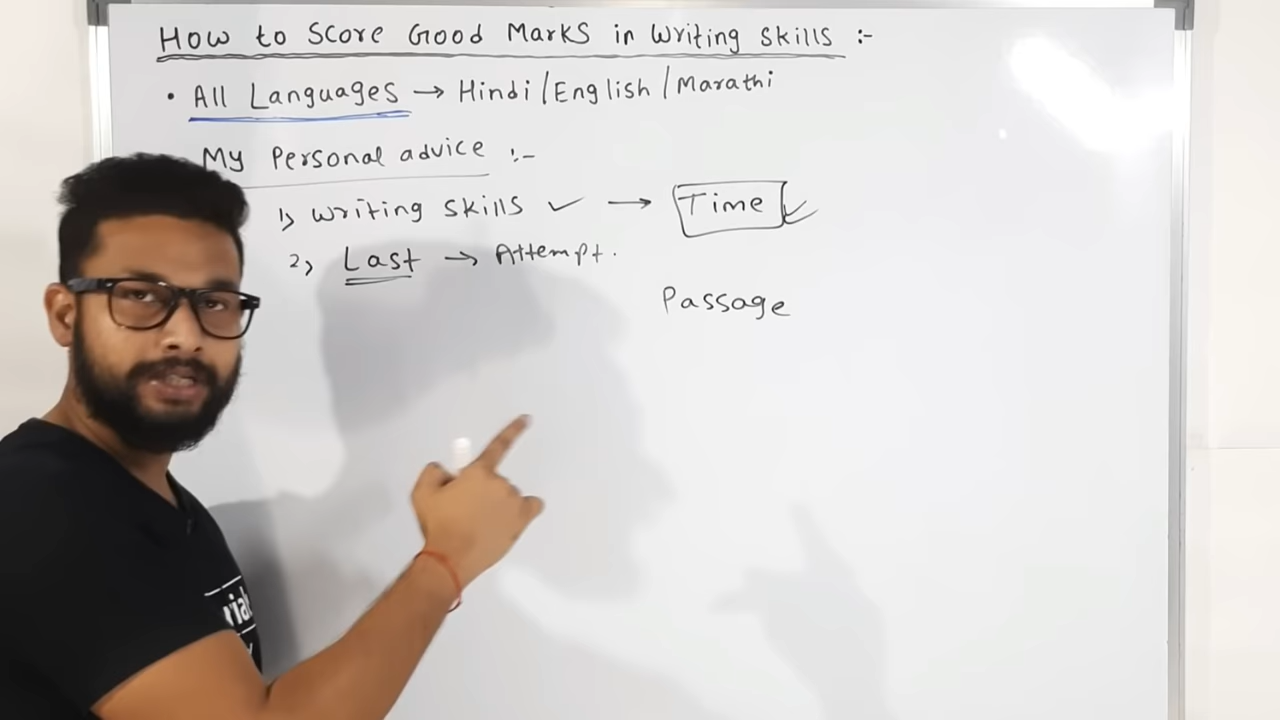 How to Score Good Marks in Writing Skills :-
• All Languages → Hindi/English/Marathi
My Personal advice :-
1) Writing Skills ✓ → Time ✓
2) Last → Attempt.
Passage